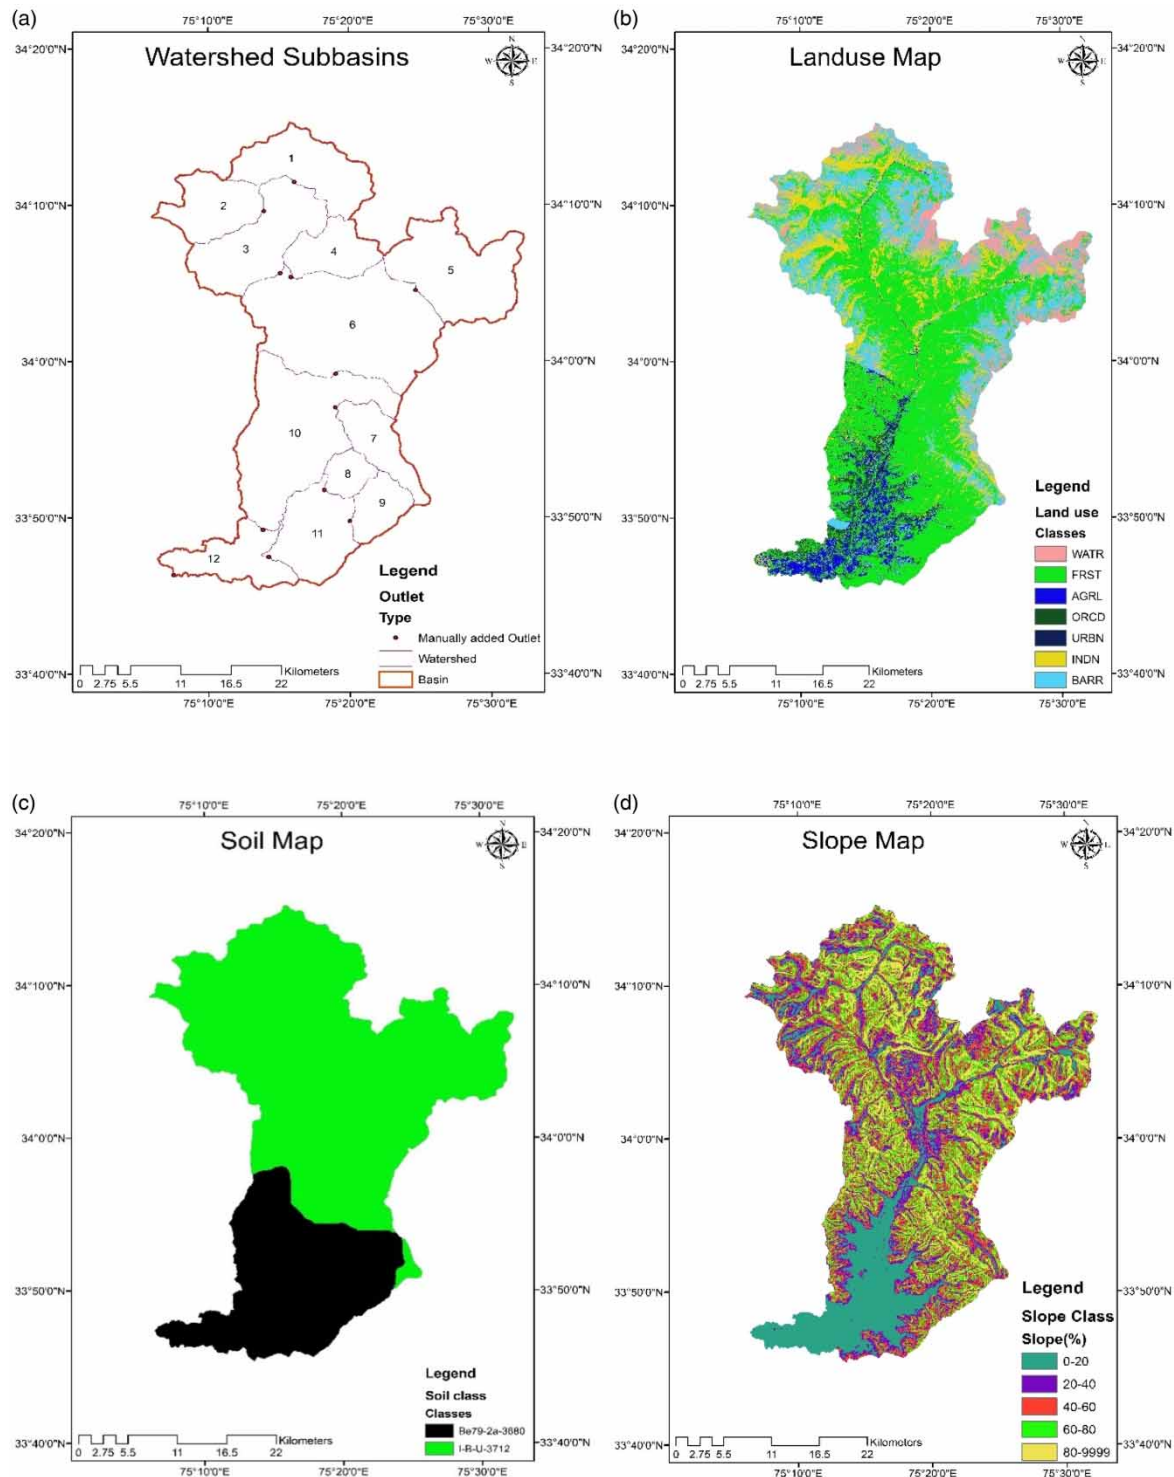 (a)
75°10'0"E 75°20'0"E 75°30'0"E
34°20'0"N
Watershed Subbasins
N
W E
S
34°20'0"N
1
34°10'0"N
2
34°10'0"N
3
4
5
6
34°0'0"N
34°0'0"N
10
7
8
9
33°50'0"N
11
33°50'0"N
12
Legend
Outlet
Type
Manually added Outlet
Watershed
Basin
Kilometers
0 2.75 5.5 11 16.5 22
33°40'0"N
33°40'0"N
75°10'0"E 75°20'0"E 75°30'0"E
(b)
75°10'0"E 75°20'0"E 75°30'0"E
34°20'0"N
Landuse Map
N
W E
S
34°20'0"N
34°10'0"N
34°10'0"N
34°0'0"N
34°0'0"N
33°50'0"N
33°50'0"N
Legend
Land use
Classes
WATR
FRST
AGRL
ORCD
URBN
INDN
BARR
Kilometers
0 2.75 5.5 11 16.5 22
33°40'0"N
33°40'0"N
75°10'0"E 75°20'0"E 75°30'0"E
(c)
75°10'0"E 75°20'0"E 75°30'0"E
34°20'0"N
Soil Map
N
W E
S
34°20'0"N
34°10'0"N
34°10'0"N
34°0'0"N
34°0'0"N
33°50'0"N
33°50'0"N
Legend
Soil class
Classes
Be79-2a-3680
I-R-U-3712
Kilometers
0 2.75 5.5 11 16.5 22
33°40'0"N
33°40'0"N
75°10'0"E 75°20'0"E 75°30'0"E
(d)
75°10'0"E 75°20'0"E 75°30'0"E
34°20'0"N
Slope Map
N
W
S
34°20'0"N
34°10'0"N
34°10'0"N
34°0'0"N
34°0'0"N
33°50'0"N
33°50'0"N
Legend
Slope Class
Slope(%)
0-20
20-40
40-60
60-80
80-9999
Kilometers
0 2.75 5.5 11 16.5 22
33°40'0"N
33°40'0"N
75°10'0"E 75°20'0"E 75°30'0"E